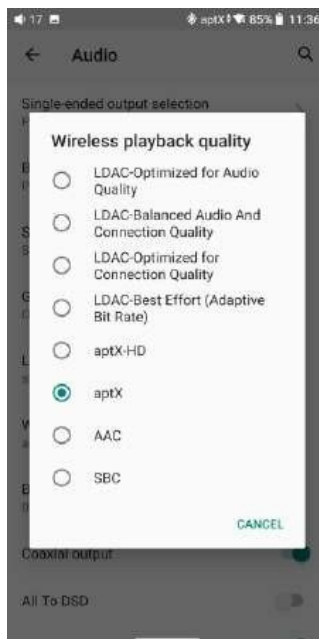 17 aptX 85% 11:36
Audio
Single-ended output selection
Wireless playback quality
LDAC-Optimized for Audio
Quality
LDAC-Balanced Audio And
Connection Quality
LDAC-Optimized for
Connection Quality
LDAC-Best Effort (Adaptive
Bit Rate)
aptX-HD
aptX
AAC
SBC
CANCEL
Coaxial output
All To DSD